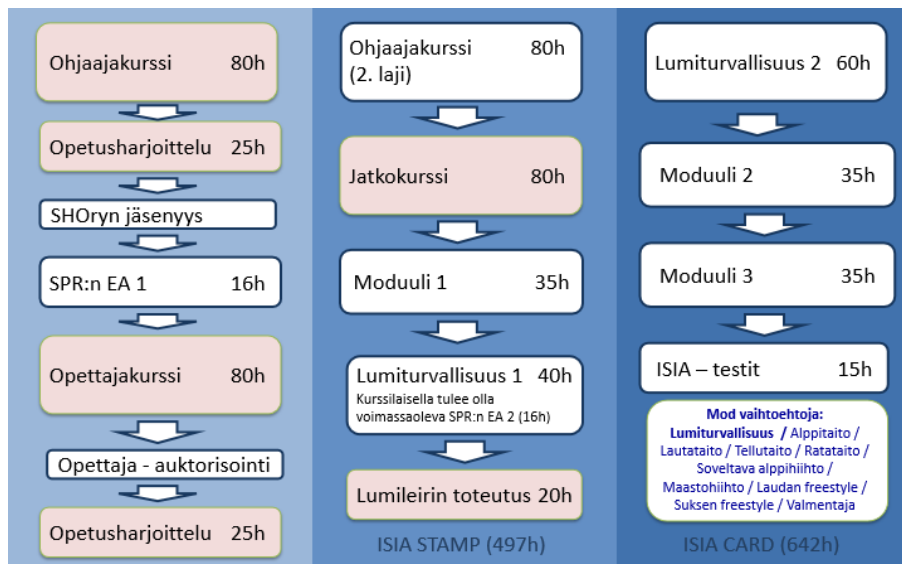 Ohjaajakurssi 80h
Opetusharjoittelu 25h
SHOryn jäsenyys
SPR:n EA 1 16h
Opettajakurssi 80h
Opettaja - auktorisointi
Opetusharjoittelu 25h
Ohjaajakurssi 80h
(2. laji)
Jatkokurssi 80h
Moduuli 1 35h
Lumiturvallisuus 1 40h
Kurssilaisella tulee olla
voimassaoleva SPR:n EA 2 (16h)
Lumileirin toteutus 20h
ISIA STAMP (497h)
Lumiturvallisuus 2 60h
Moduuli 2 35h
Moduuli 3 35h
ISIA – testit 15h
Mod vaihtoehtoja:
Lumiturvallisuus / Alppitaito /
Lautataito / Tellutaito / Ratataito /
Soveltava alppihiihto /
Maastohiihto / Laudan freestyle /
Suksen freestyle / Valmentaja
ISIA CARD (642h)